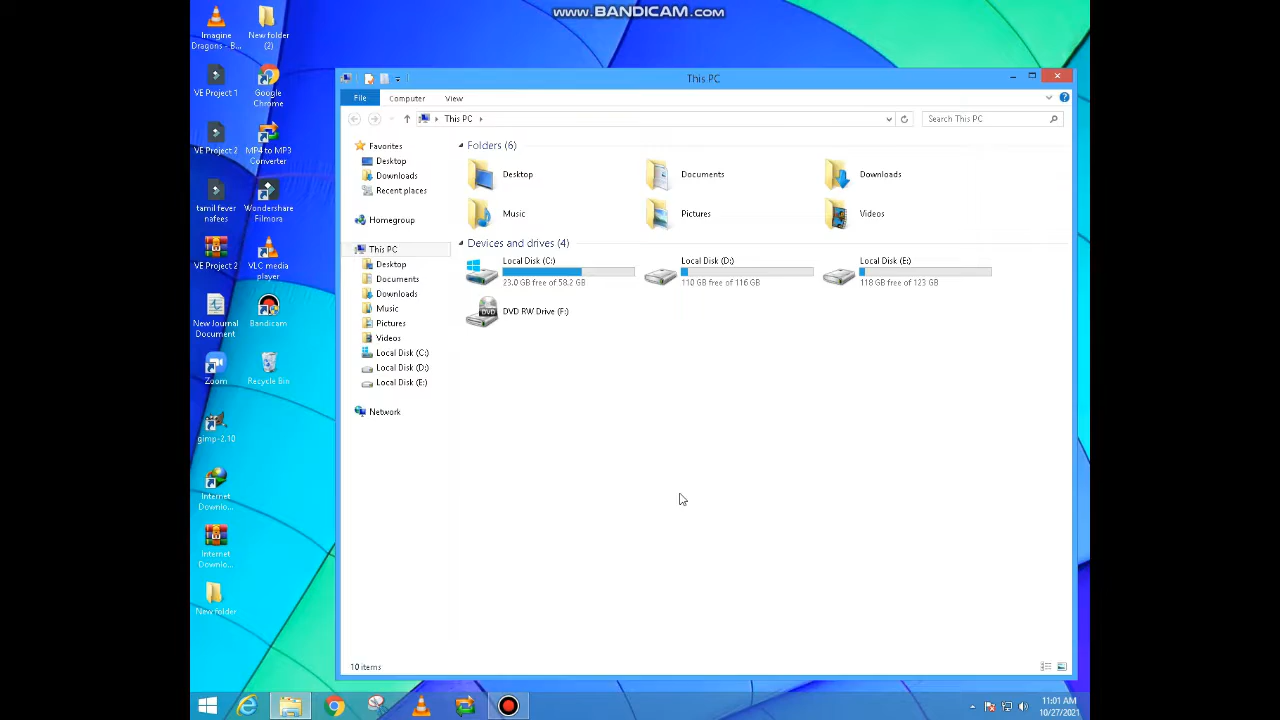 www.BANDICAM.com
Imagine Dragons - B...
New folder (2)
VE Project 1
Google Chrome
VE Project 2
MP4 to MP3 Converter
tamil fever nafees
Wondershare Filmora
VE Project 2
VLC media player
New Journal Document
Bandicam
Zoom
Recycle Bin
gimp-2.10
Internet Downlo...
Internet Downlo...
New folder
This PC
File Computer View
This PC
Search This PC
Favorites
Desktop
Downloads
Recent places
Homegroup
This PC
Desktop
Documents
Downloads
Music
Pictures
Videos
Local Disk (C:)
Local Disk (D:)
Local Disk (E:)
Network
Folders (6)
Desktop Documents Downloads
Music Pictures Videos
Devices and drives (4)
Local Disk (C:) Local Disk (D:) Local Disk (E:)
23.0 GB free of 58.2 GB 110 GB free of 116 GB 118 GB free of 123 GB
DVD
DVD RW Drive (F:)
10 items
11:01 AM
10/27/2021